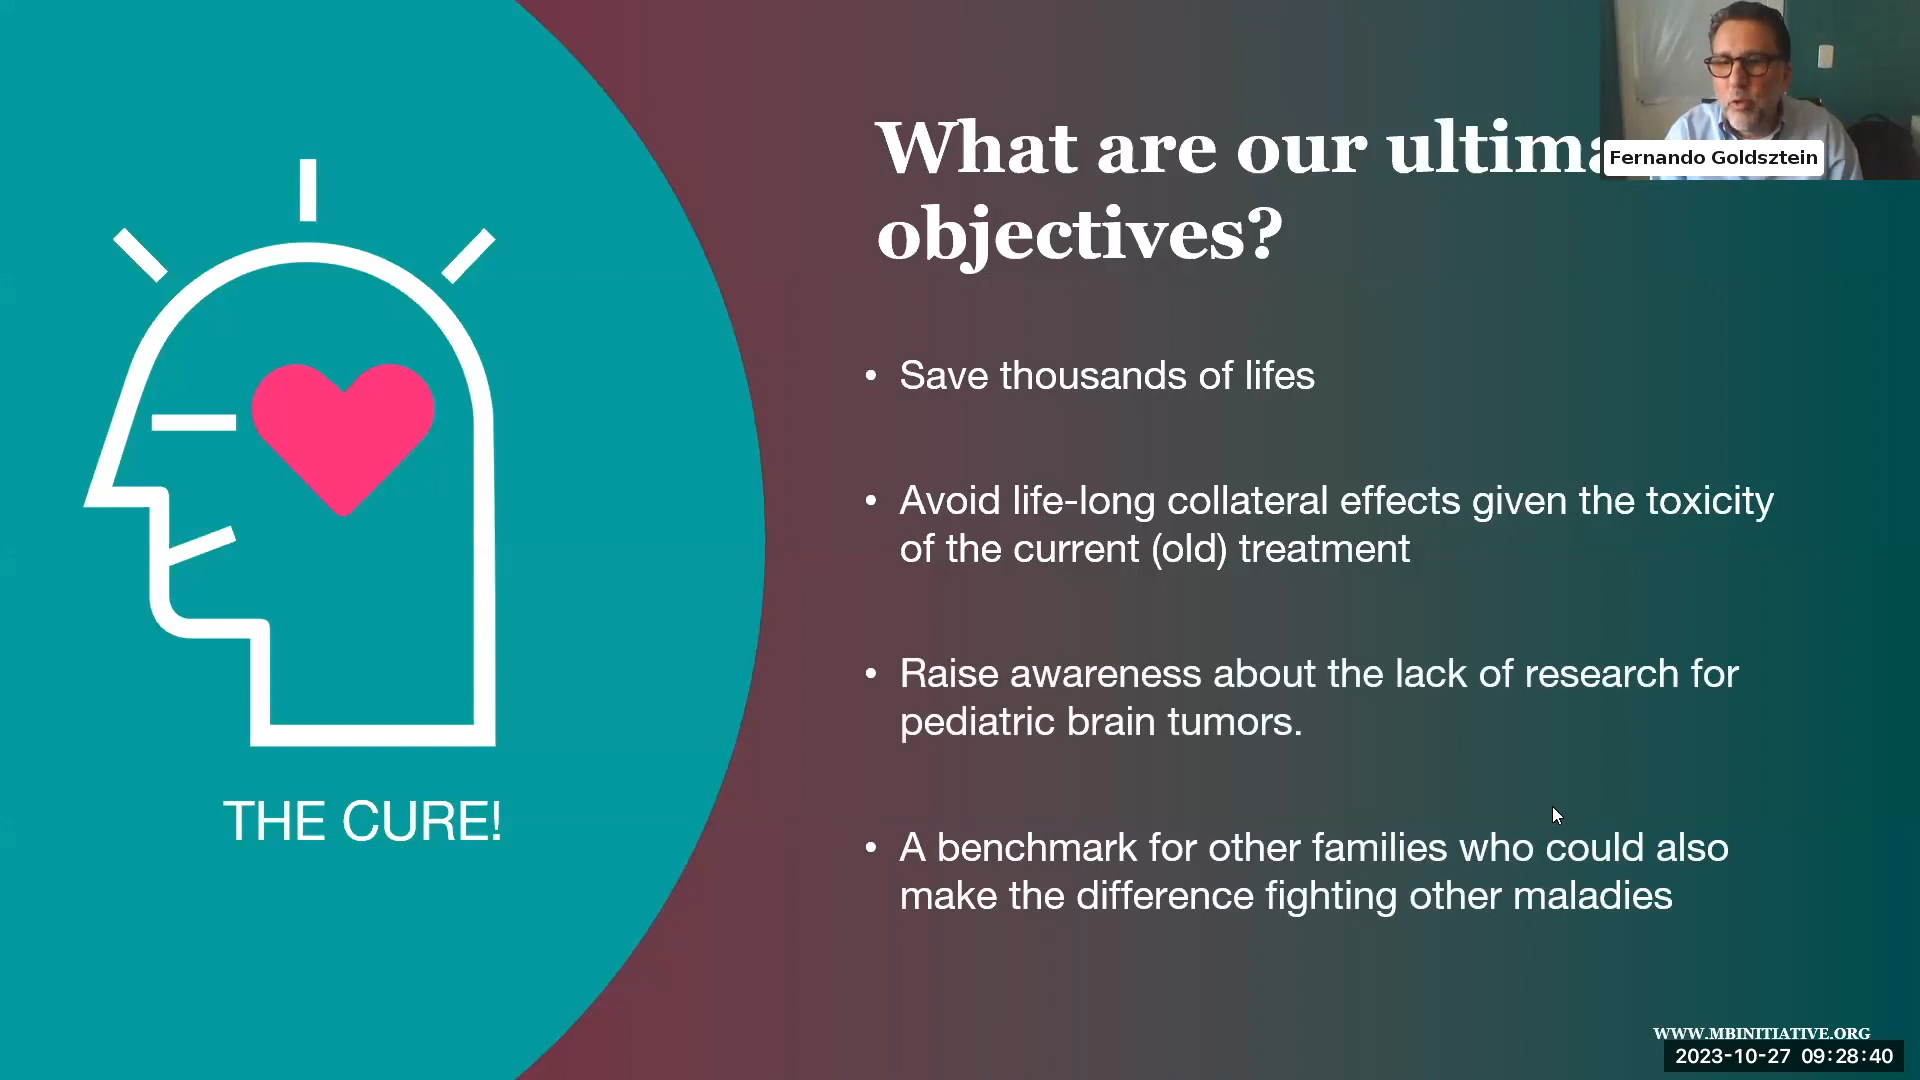 What are our ultima
objectives?
Fernando Goldsztein
• Save thousands of lifes
• Avoid life-long collateral effects given the toxicity
of the current (old) treatment
• Raise awareness about the lack of research for
pediatric brain tumors.
• A benchmark for other families who could also
make the difference fighting other maladies
THE CURE!
WWW.MBINITIATIVE.ORG
2023-10-27 09:28:40